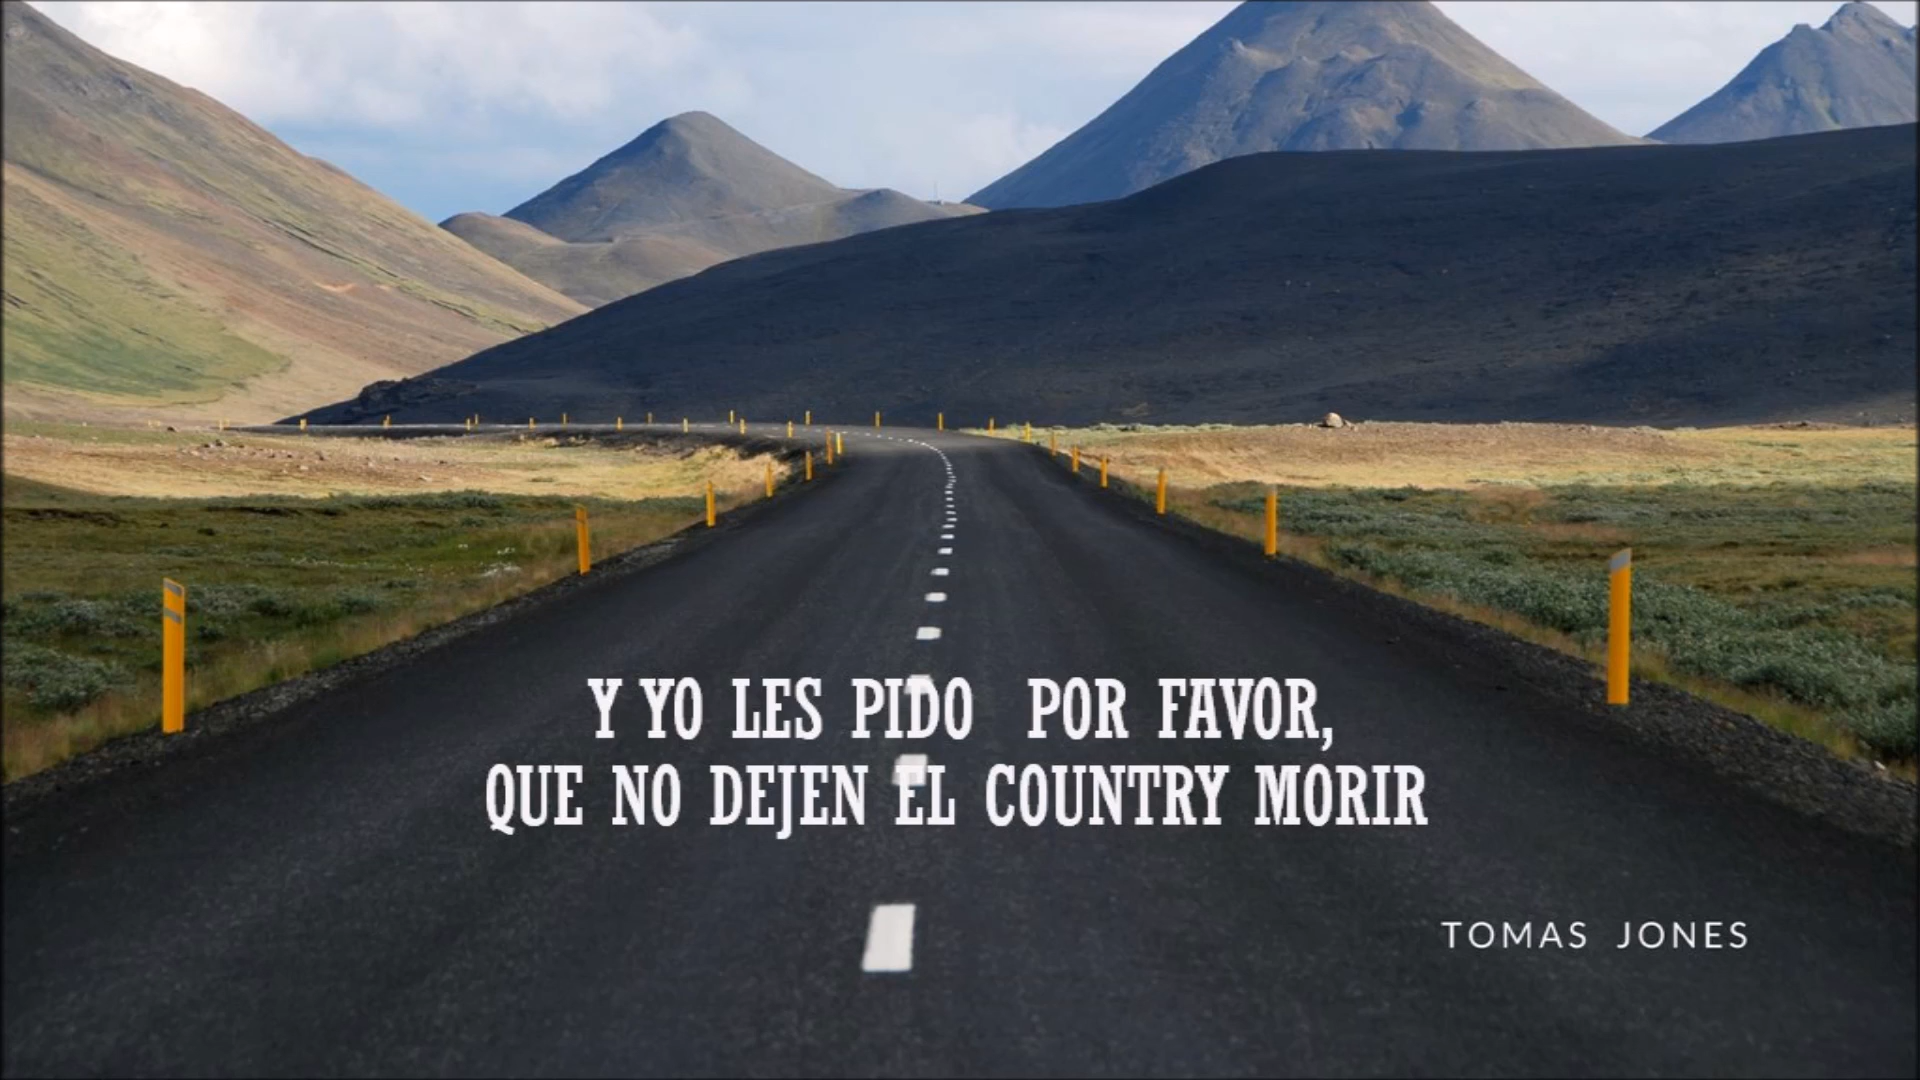 Y YO LES PIDO POR FAVOR,
QUE NO DEJEN EL COUNTRY MORIR
TOMAS JONES